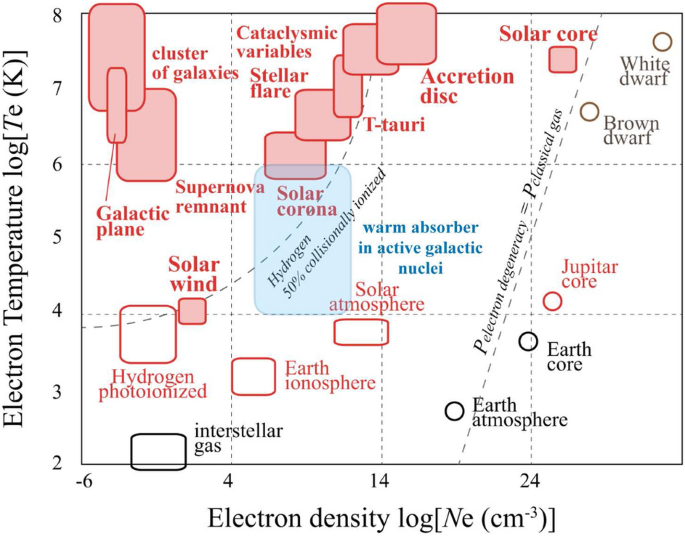 Electron Temperature log[Te (K)]
8
7
6
5
4
3
2
-6
4
14
24
Electron density log[Ne (cm-3)]
cluster
of galaxies
Galactic
plane
Supernova
remnant
Cataclysmic
variables
Stellar
flare
Accretion
disc
T-tauri
Solar
corona
Hydrogen
50% collisionally ionized
warm absorber
in active galactic
nuclei
Solar
wind
Hydrogen
photoionized
interstellar
gas
Earth
ionosphere
Solar
atmosphere
Solar core
White
dwarf
Brown
dwarf
Pelectron degeneracy = Pclassical gas
Jupitar
core
Earth
core
Earth
atmosphere